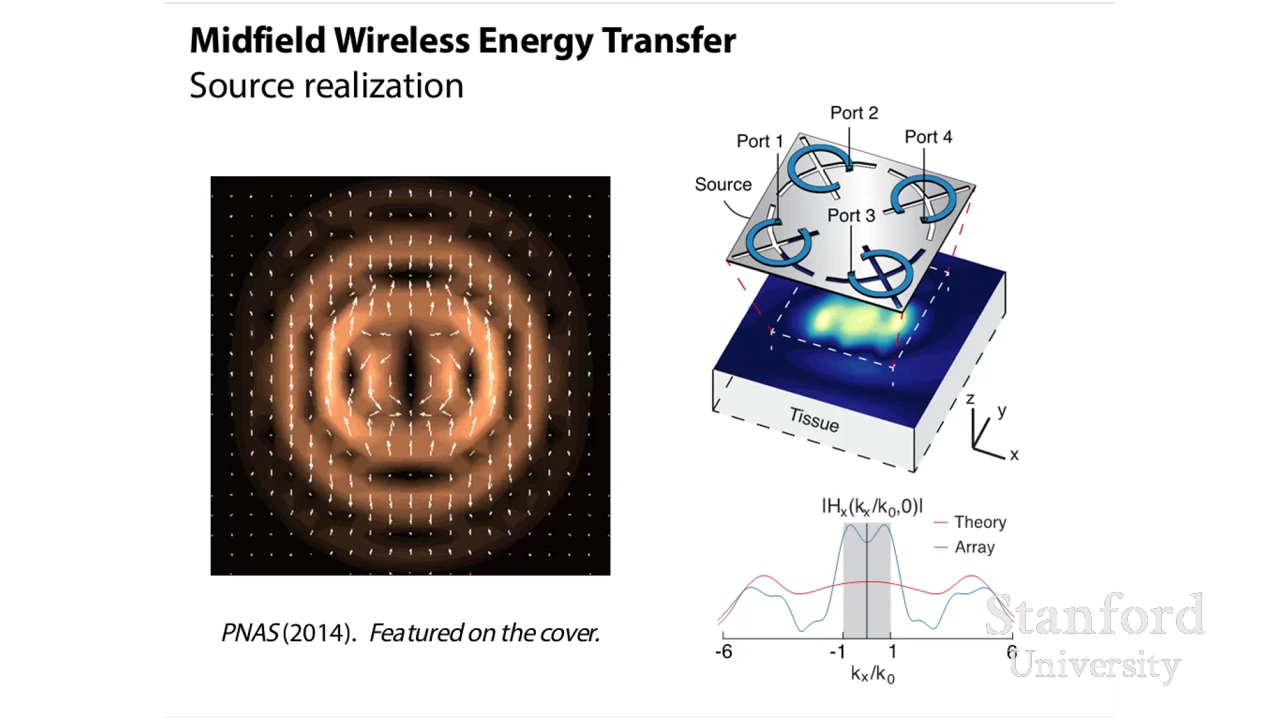 Midfield Wireless Energy Transfer
Source realization
Port 2
Port 1
Port 4
Source
Port 3
Tissue
z
y
x
|Hₓ(kₓ/k₀,0)|
Theory
Array
-6
-1
1
6
kₓ/k₀
PNAS (2014). Featured on the cover.
Stanford
University